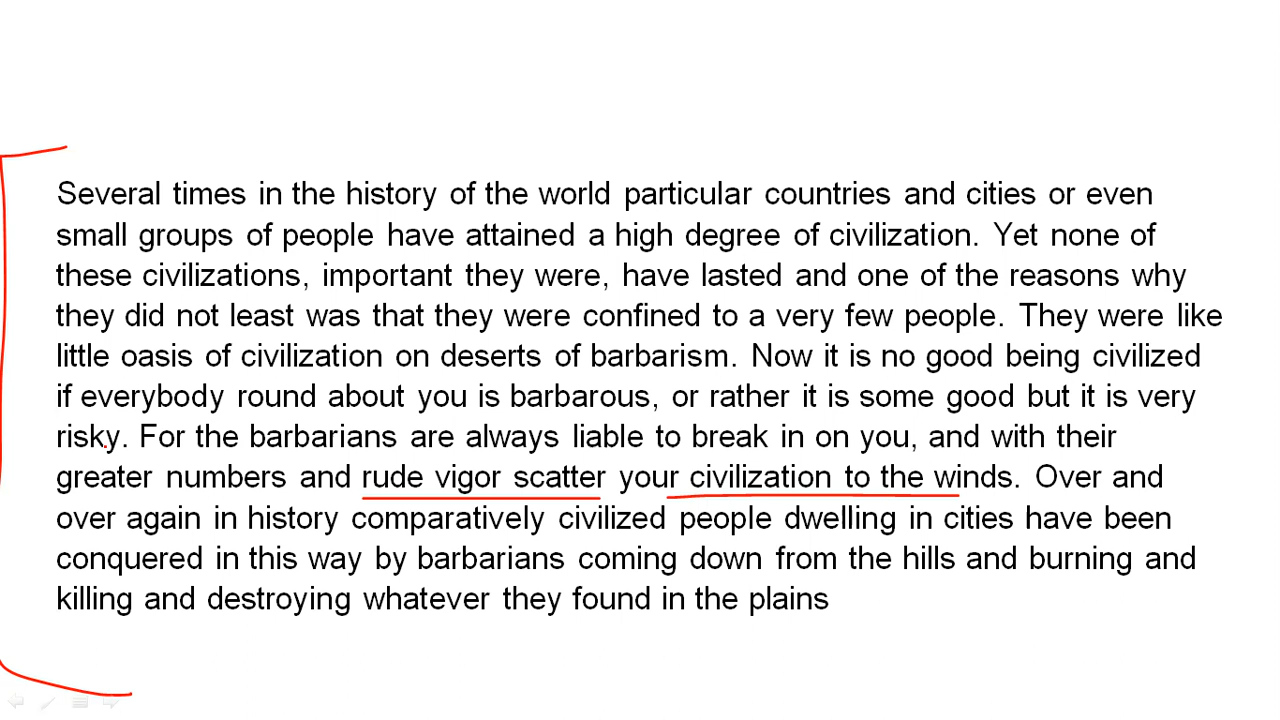 Several times in the history of the world particular countries and cities or even
small groups of people have attained a high degree of civilization. Yet none of
these civilizations, important they were, have lasted and one of the reasons why
they did not least was that they were confined to a very few people. They were like
little oasis of civilization on deserts of barbarism. Now it is no good being civilized
if everybody round about you is barbarous, or rather it is some good but it is very
risky. For the barbarians are always liable to break in on you, and with their
greater numbers and rude vigor scatter your civilization to the winds. Over and
over again in history comparatively civilized people dwelling in cities have been
conquered in this way by barbarians coming down from the hills and burning and
killing and destroying whatever they found in the plains